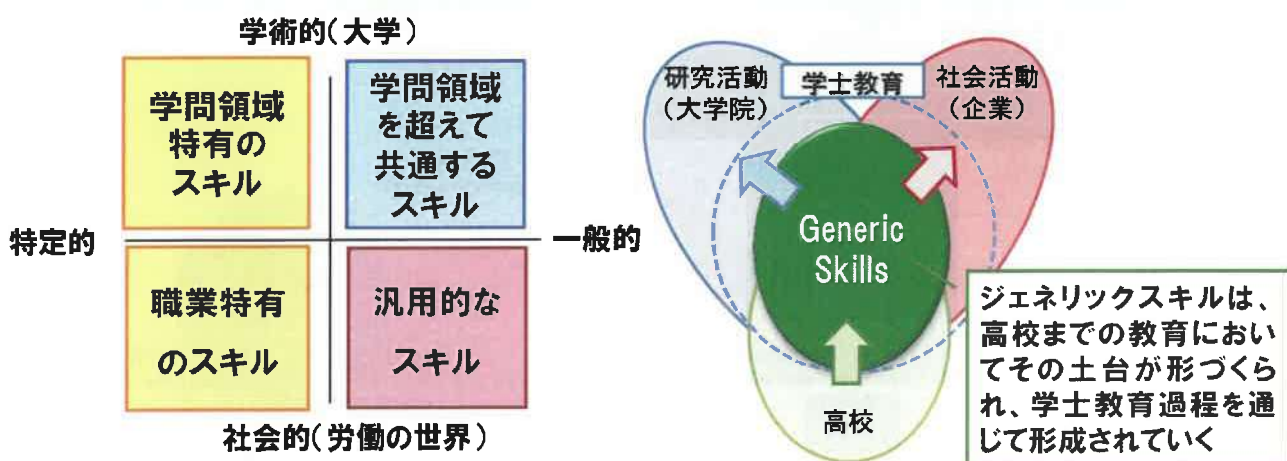 学術的(大学)
学問領域
特有の
スキル
学問領域
を超えて
共通する
スキル
特定的
一般的
職業特有
のスキル
汎用的な
スキル
社会的(労働の世界)
研究活動
(大学院)
学士教育
社会活動
(企業)
Generic
Skills
高校
ジェネリックスキルは、
高校までの教育におい
てその土台が形づくら
れ、学士教育過程を通
じて形成されていく